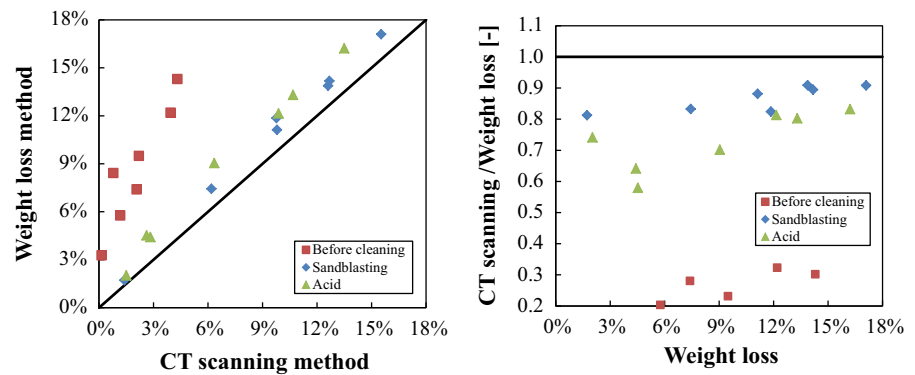 18%
15%
12%
9%
6%
3%
0%
Weight loss method
Before cleaning
Sandblasting
Acid
0% 3% 6% 9% 12% 15% 18%
CT scanning method
1.1
1.0
0.9
0.8
0.7
0.6
0.5
0.4
0.3
0.2
CT scanning /Weight loss [-]
Before cleaning
Sandblasting
Acid
0% 3% 6% 9% 12% 15% 18%
Weight loss